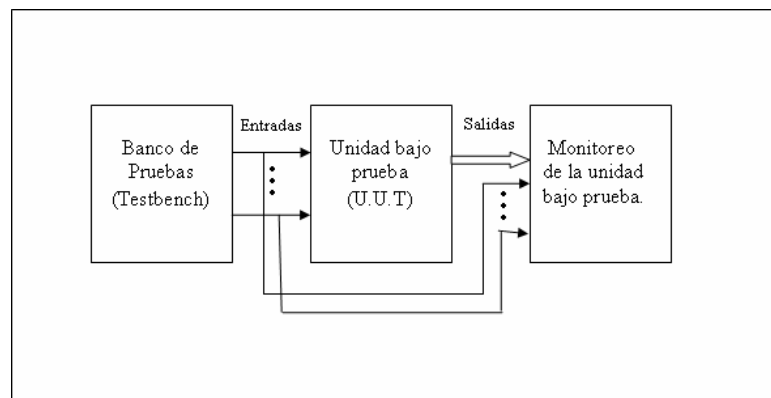 Banco de
Pruebas
(Testbench)
Entradas
Unidad bajo
prueba
(U.U.T)
Salidas
Monitoreo
de la unidad
bajo prueba.